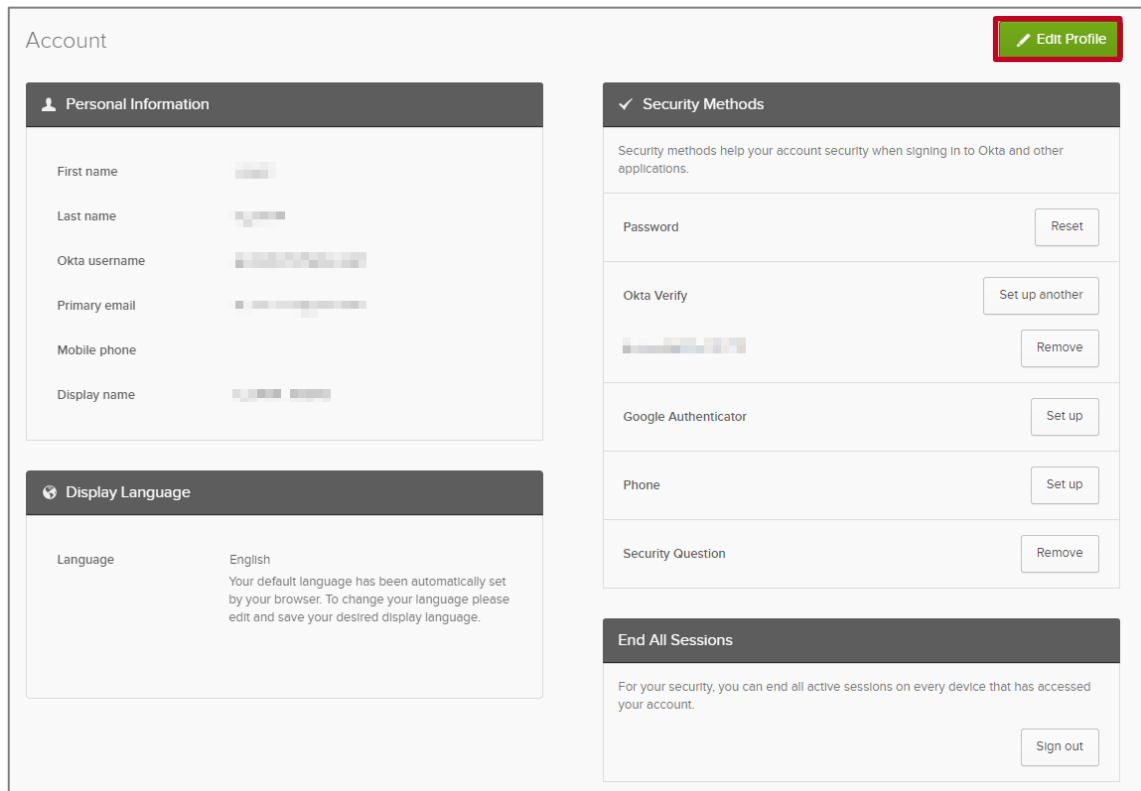 Account
Edit Profile
Personal Information
First name
Last name
Okta username
Primary email
Mobile phone
Display name
Display Language
Language
English
Your default language has been automatically set
by your browser. To change your language please
edit and save your desired display language.
Security Methods
Security methods help your account security when signing in to Okta and other
applications.
Password
Reset
Okta Verify
Set up another
Remove
Google Authenticator
Set up
Phone
Set up
Security Question
Remove
End All Sessions
For your security, you can end all active sessions on every device that has accessed
your account.
Sign out